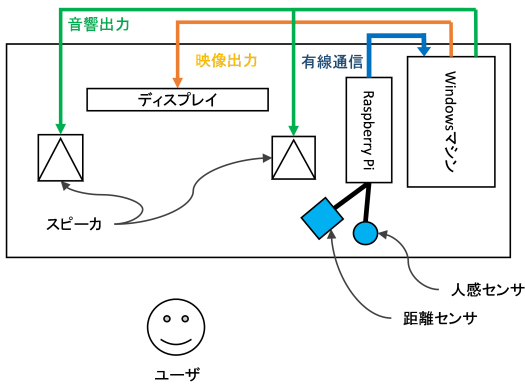 音響出力
映像出力
有線通信
ディスプレイ
Raspberry Pi
Windowsマシン
スピーカ
人感センサ
距離センサ
ユーザ